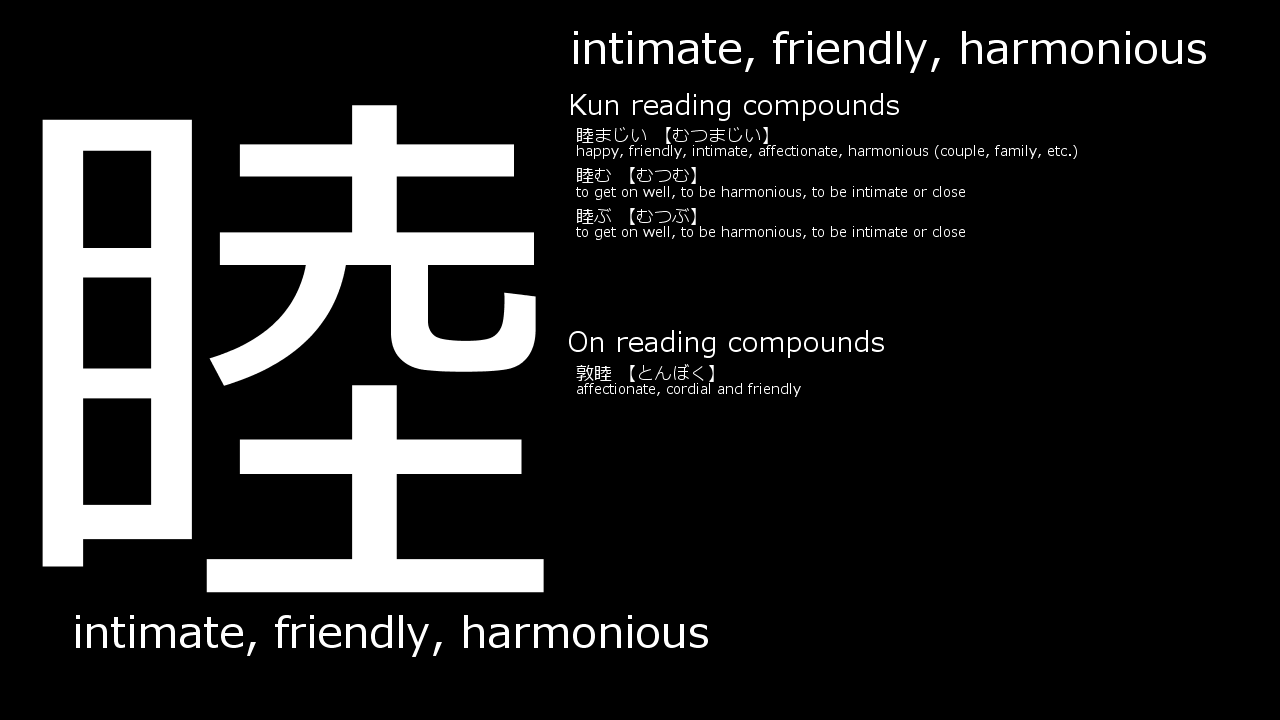 睦
intimate, friendly, harmonious
Kun reading compounds
睦まじい 【むつまじい】
happy, friendly, intimate, affectionate, harmonious (couple, family, etc.)
睦む 【むつむ】
to get on well, to be harmonious, to be intimate or close
睦ぶ 【むつぶ】
to get on well, to be harmonious, to be intimate or close
On reading compounds
敦睦 【とんぼく】
affectionate, cordial and friendly
intimate, friendly, harmonious